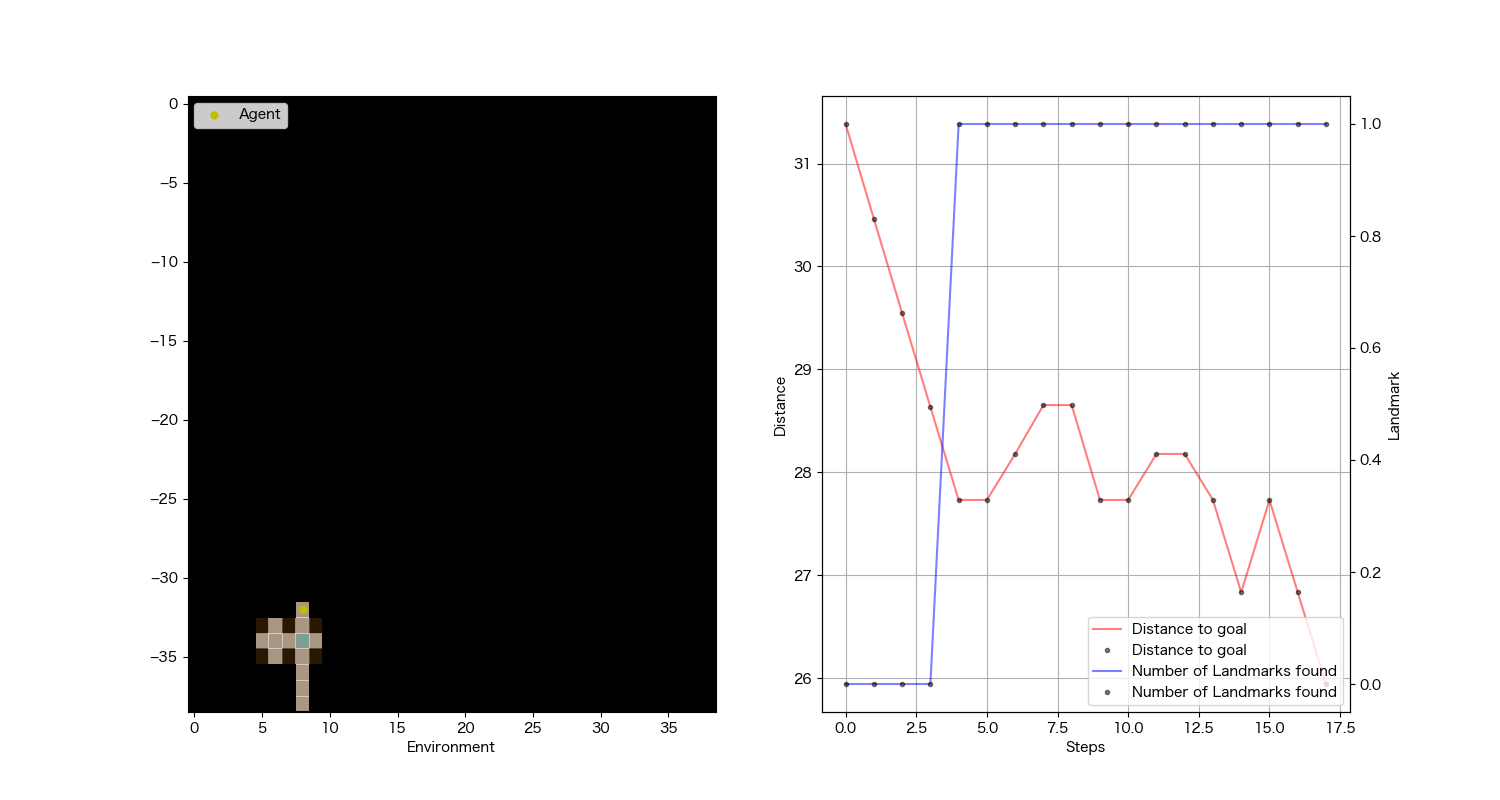 Agent
0
−5
−10
−15
−20
−25
−30
−35
0 5 10 15 20 25 30 35
Environment
Distance
31
30
29
28
27
26
1.0
0.8
0.6
0.4
0.2
0.0
Landmark
Distance to goal
Distance to goal
Number of Landmarks found
Number of Landmarks found
0.0 2.5 5.0 7.5 10.0 12.5 15.0 17.5
Steps